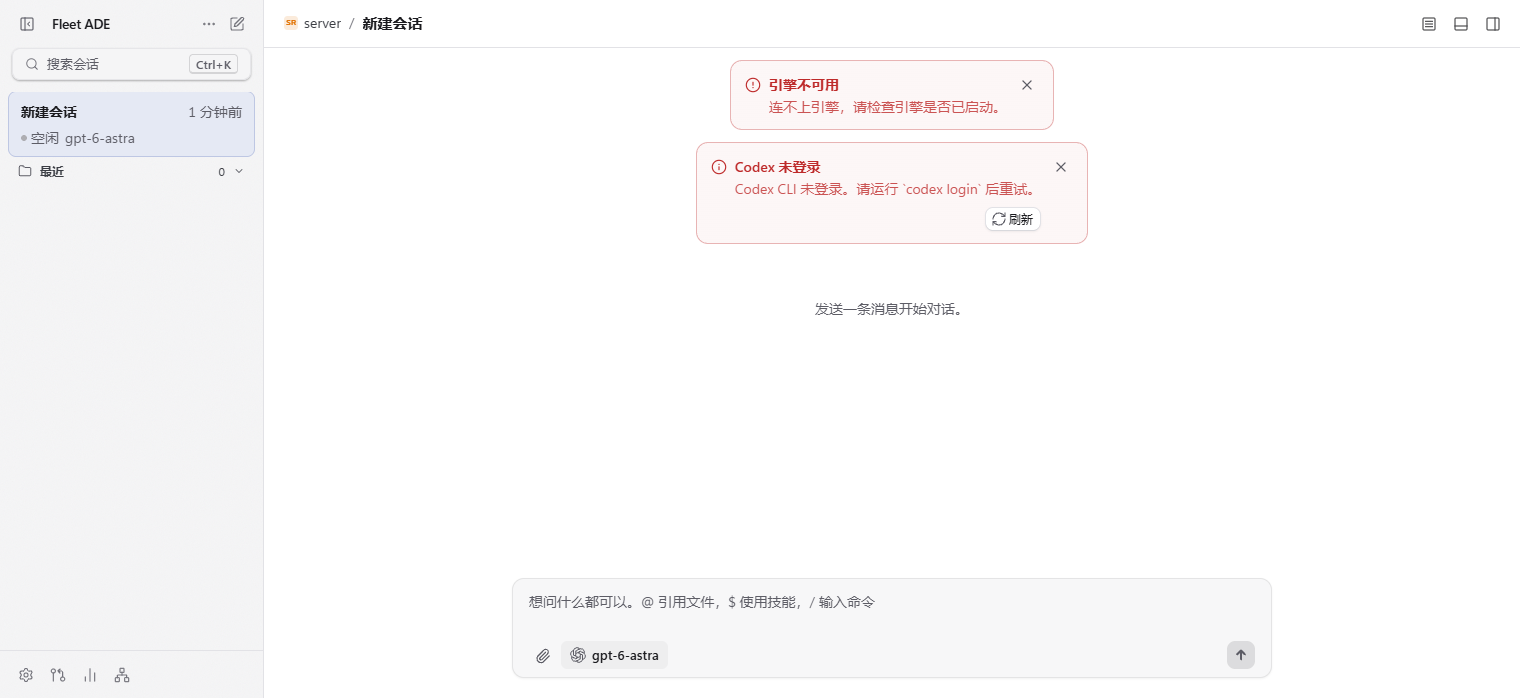 Fleet ADE
搜索会话 Ctrl+K
新建会话 1 分钟前
空闲 gpt-6-astra
最近 0
SR server / 新建会话
引擎不可用
连不上引擎，请检查引擎是否已启动。
Codex 未登录
Codex CLI 未登录。请运行 `codex login` 后重试。
刷新
发送一条消息开始对话。
想问什么都可以。@ 引用文件，$ 使用技能，/ 输入命令
gpt-6-astra